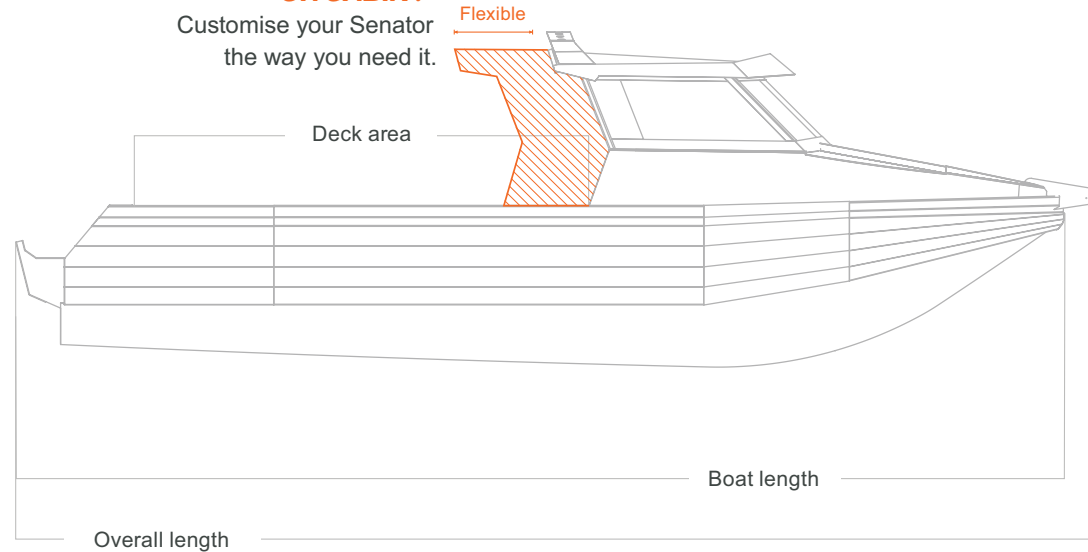 Flexible
Customise your Senator
the way you need it.
Deck area
Boat length
Overall length